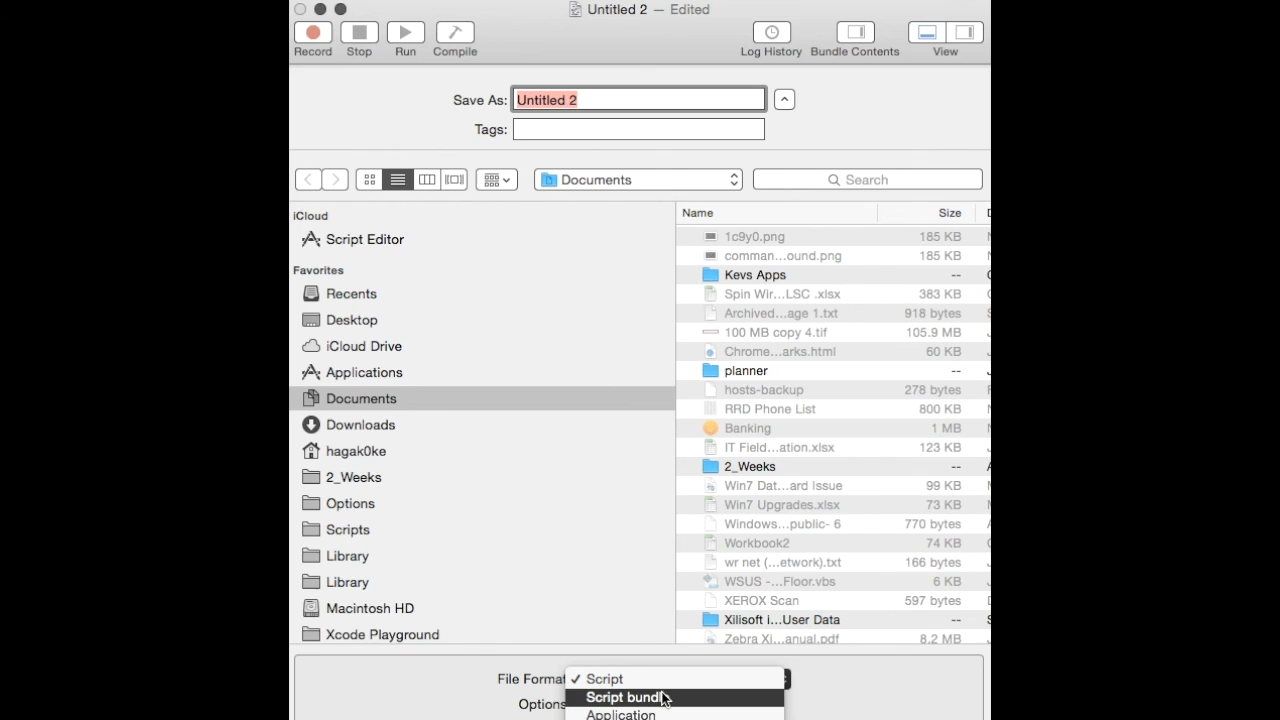 Untitled 2 — Edited
Record Stop Run Compile Log History Bundle Contents View
Save As: Untitled 2
Tags:
Documents Search
iCloud
Script Editor
Favorites
Recents
Desktop
iCloud Drive
Applications
Documents
Downloads
hagak0ke
2_Weeks
Options
Scripts
Library
Library
Macintosh HD
Xcode Playground
Name Size
1c9y0.png 185 KB
comman...ound.png 185 KB
Kevs Apps --
Spin Wir...LSC .xlsx 383 KB
Archived...age 1.txt 918 bytes
100 MB copy 4.tif 105.9 MB
Chrome...arks.html 60 KB
planner --
hosts-backup 278 bytes
RRD Phone List 800 KB
Banking 1 MB
IT Field...ation.xlsx 123 KB
2_Weeks --
Win7 Dat...ard Issue 99 KB
Win7 Upgrades.xlsx 73 KB
Windows...public- 6 770 bytes
Workbook2 74 KB
wr net (...etwork).txt 166 bytes
WSUS -...Floor.vbs 6 KB
XEROX Scan 597 bytes
Xilisoft i...User Data --
Zebra Xi...anual.pdf 8.2 MB
File Format ✓ Script
Script bundle
Options
Application